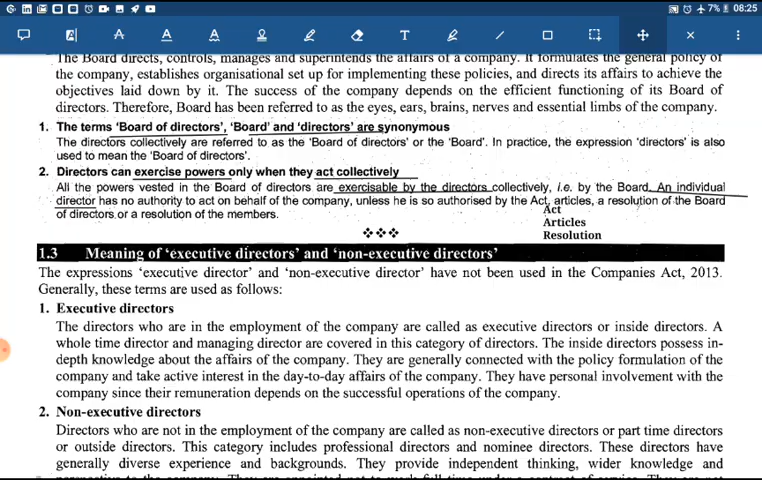 7% 08:25
T
The Board directs, controls, manages and superintends the affairs of a company. It formulates the general policy of
the company, establishes organisational set up for implementing these policies, and directs its affairs to achieve the
objectives laid down by it. The success of the company depends on the efficient functioning of its Board of
directors. Therefore, Board has been referred to as the eyes, ears, brains, nerves and essential limbs of the company.
1. The terms 'Board of directors', 'Board' and 'directors' are synonymous
The directors collectively are referred to as the 'Board of directors' or the 'Board'. In practice, the expression 'directors' is also
used to mean the 'Board of directors'.
2. Directors can exercise powers only when they act collectively
All the powers vested in the Board of directors are exercisable by the directors collectively, i.e. by the Board. An individual
director has no authority to act on behalf of the company, unless he is so authorised by the Act, articles, a resolution of the Board
of directors or a resolution of the members.
Act
Articles
Resolution
1.3 Meaning of 'executive directors' and 'non-executive directors'
The expressions 'executive director' and 'non-executive director' have not been used in the Companies Act, 2013.
Generally, these terms are used as follows:
1. Executive directors
The directors who are in the employment of the company are called as executive directors or inside directors. A
whole time director and managing director are covered in this category of directors. The inside directors possess in-
depth knowledge about the affairs of the company. They are generally connected with the policy formulation of the
company and take active interest in the day-to-day affairs of the company. They have personal involvement with the
company since their remuneration depends on the successful operations of the company.
2. Non-executive directors
Directors who are not in the employment of the company are called as non-executive directors or part time directors
or outside directors. This category includes professional directors and nominee directors. These directors have
generally diverse experience and backgrounds. They provide independent thinking, wider knowledge and